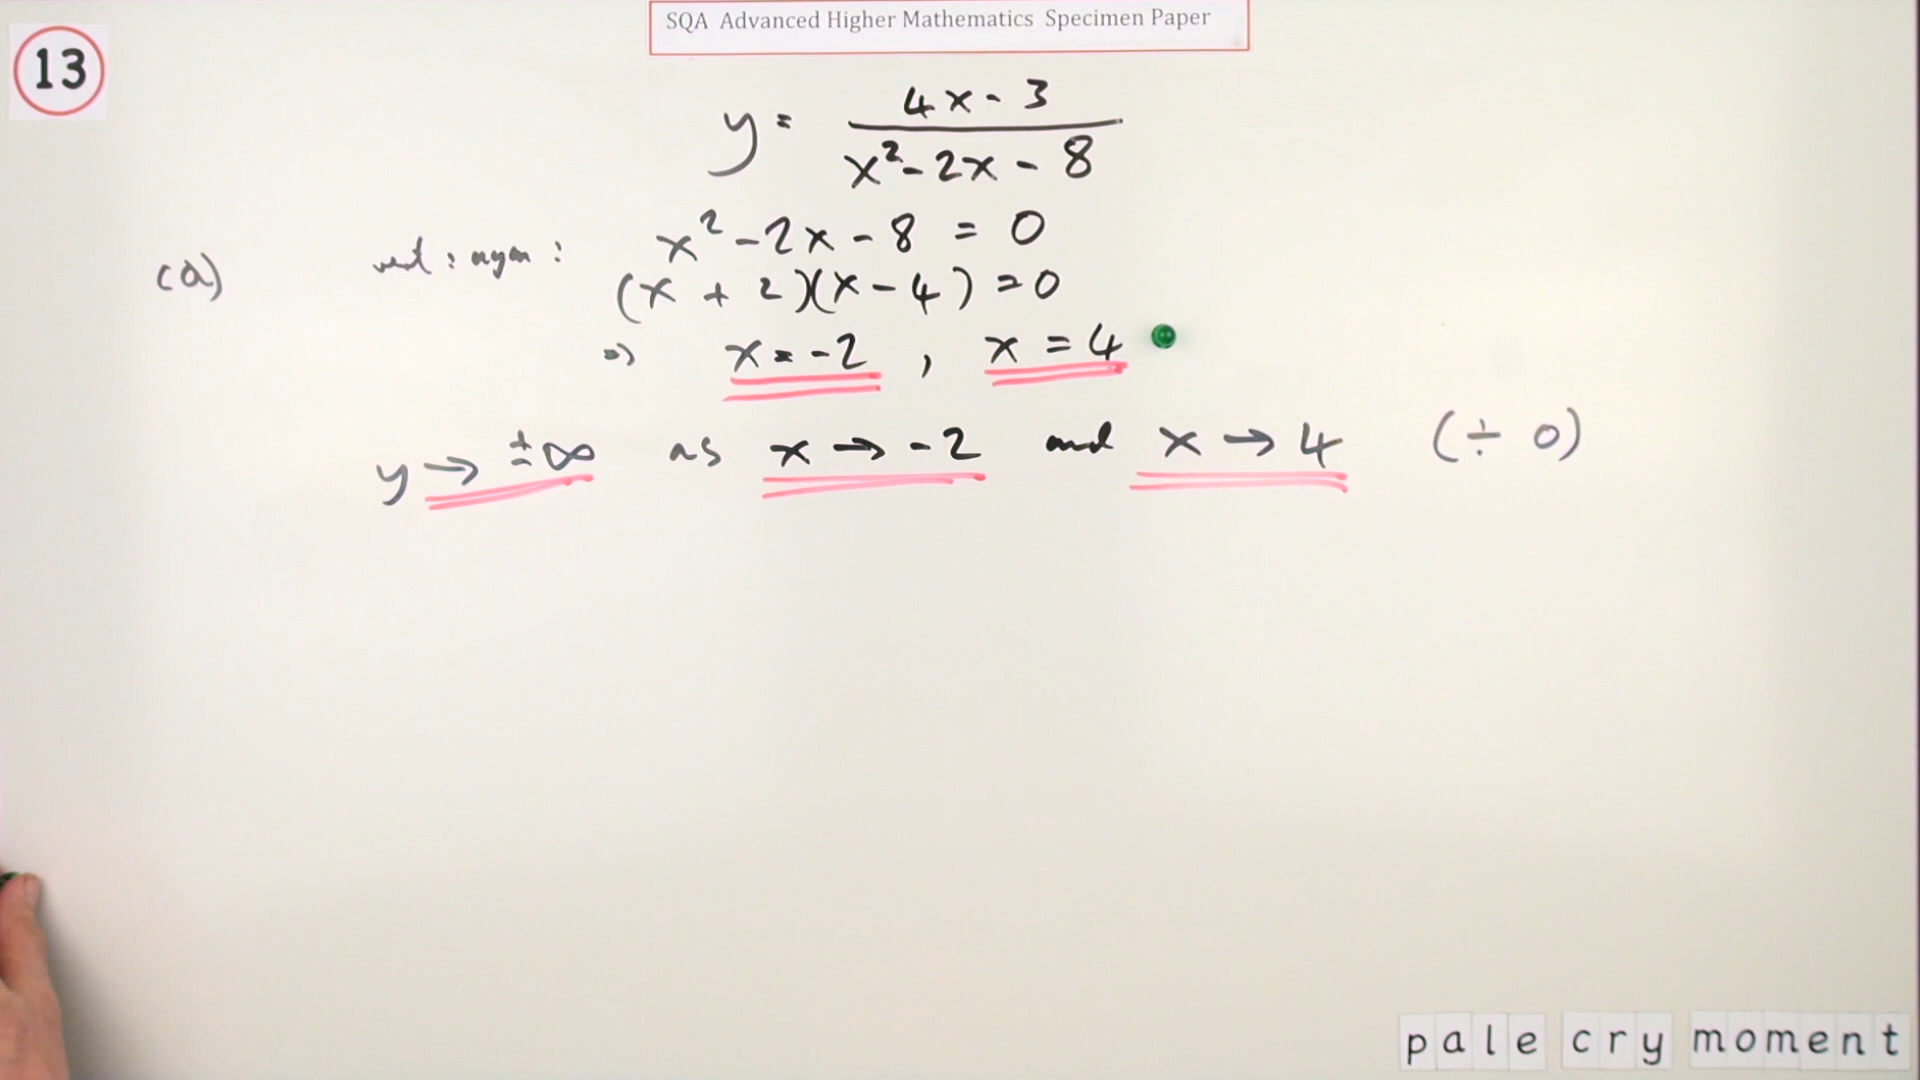 SQA Advanced Higher Mathematics Specimen Paper
13
y = (4x - 3)/(x² - 2x - 8)
(a) vert : asym : x² - 2x - 8 = 0
(x + 2)(x - 4) = 0
⇒ x = -2 , x = 4
y → ±∞ as x → -2 and x → 4 (÷ 0)
pale cry moment